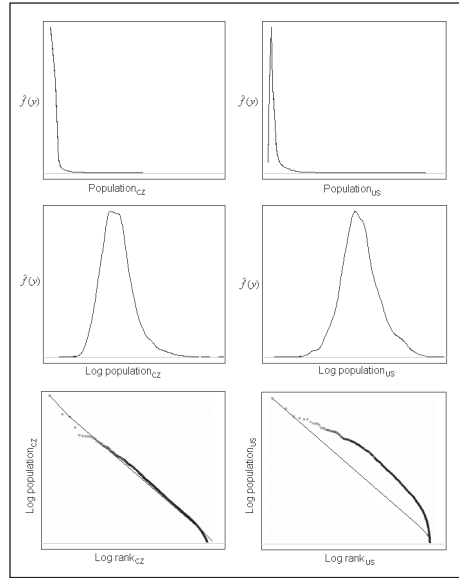 f̂(y)
f̂(y)
Population_CZ
Population_US
f̂(y)
f̂(y)
Log population_CZ
Log population_US
Log population_CZ
Log population_US
Log rank_CZ
Log rank_US